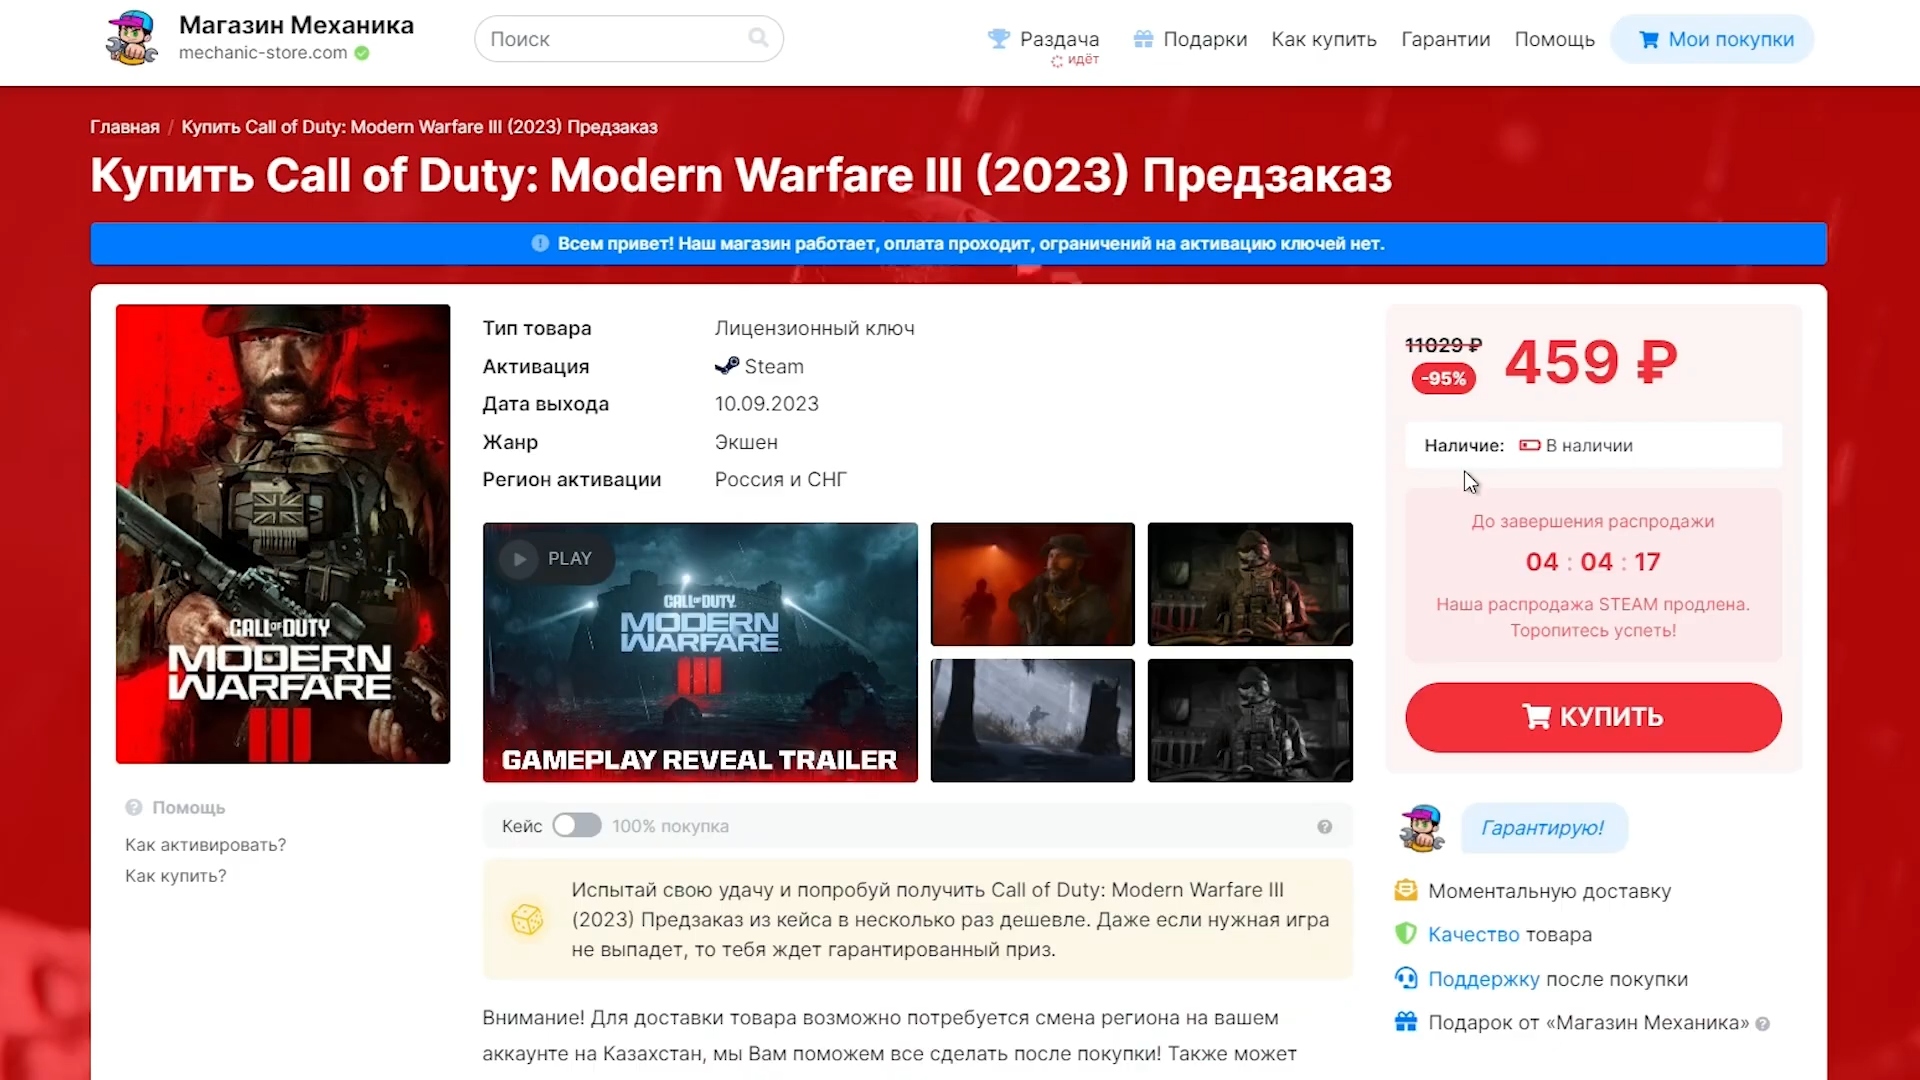 Магазин Механика
mechanic-store.com
Поиск
Раздача
идёт
Подарки
Как купить
Гарантии
Помощь
Мои покупки
Главная / Купить Call of Duty: Modern Warfare III (2023) Предзаказ
Купить Call of Duty: Modern Warfare III (2023) Предзаказ
Всем привет! Наш магазин работает, оплата проходит, ограничений на активацию ключей нет.
CALL OF DUTY
MODERN
WARFARE
III
Помощь
Как активировать?
Как купить?
Тип товара Лицензионный ключ
Активация Steam
Дата выхода 10.09.2023
Жанр Экшен
Регион активации Россия и СНГ
PLAY
CALL OF DUTY
MODERN
WARFARE
III
GAMEPLAY REVEAL TRAILER
Кейс 100% покупка
Испытай свою удачу и попробуй получить Call of Duty: Modern Warfare III
(2023) Предзаказ из кейса в несколько раз дешевле. Даже если нужная игра
не выпадет, то тебя ждет гарантированный приз.
Внимание! Для доставки товара возможно потребуется смена региона на вашем
аккаунте на Казахстан, мы Вам поможем все сделать после покупки! Также может
11029 ₽
-95%
459 ₽
Наличие: В наличии
До завершения распродажи
04 : 04 : 17
Наша распродажа STEAM продлена.
Торопитесь успеть!
КУПИТЬ
Гарантирую!
Моментальную доставку
Качество товара
Поддержку после покупки
Подарок от «Магазин Механика»